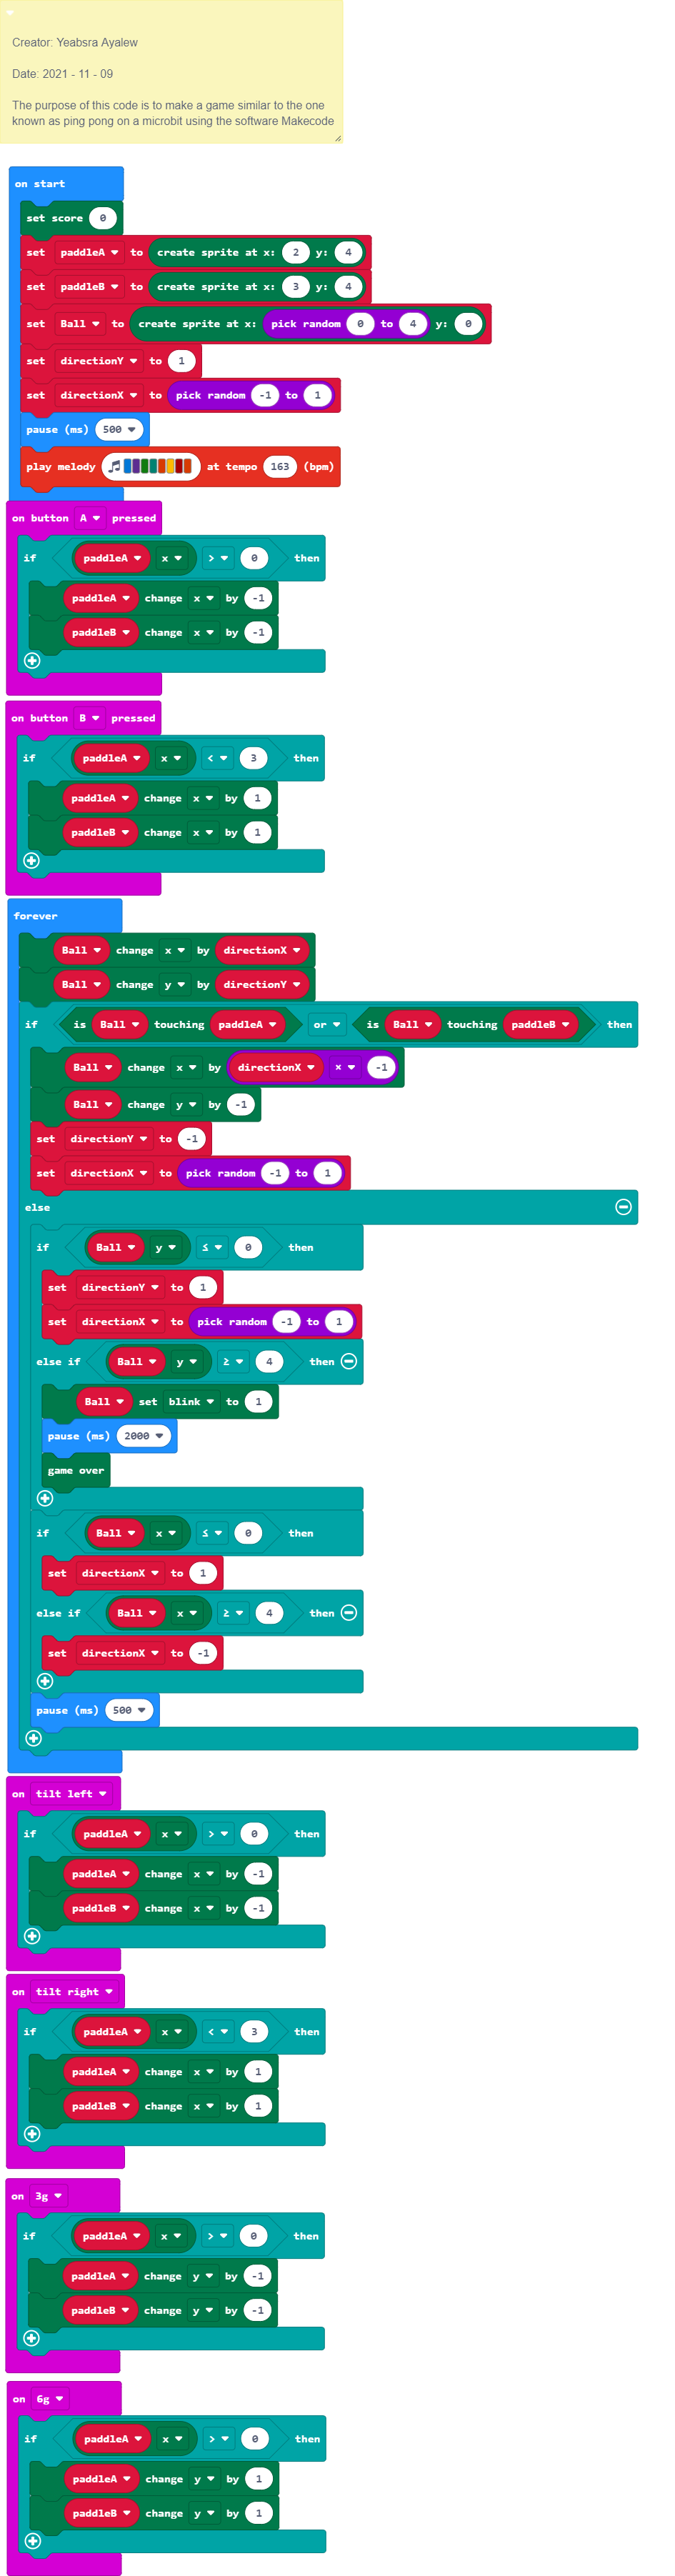 Creator: Yeabsra Ayalew
Date: 2021 - 11 - 09
The purpose of this code is to make a game similar to the one
known as ping pong on a microbit using the software Makecode
on start
set score 0
set paddleA to create sprite at x: 2 y: 4
set paddleB to create sprite at x: 3 y: 4
set Ball to create sprite at x: pick random 0 to 4 y: 0
set directionY to 1
set directionX to pick random -1 to 1
pause (ms) 500
play melody at tempo 163 (bpm)
on button A pressed
if paddleA x > 0 then
paddleA change x by -1
paddleB change x by -1
on button B pressed
if paddleA x < 3 then
paddleA change x by 1
paddleB change x by 1
forever
Ball change x by directionX
Ball change y by directionY
if is Ball touching paddleA or is Ball touching paddleB then
Ball change x by directionX × -1
Ball change y by -1
set directionY to -1
set directionX to pick random -1 to 1
else
if Ball y ≤ 0 then
set directionY to 1
set directionX to pick random -1 to 1
else if Ball y ≥ 4 then
Ball set blink to 1
pause (ms) 2000
game over
if Ball x ≤ 0 then
set directionX to 1
else if Ball x ≥ 4 then
set directionX to -1
pause (ms) 500
on tilt left
if paddleA x > 0 then
paddleA change x by -1
paddleB change x by -1
on tilt right
if paddleA x < 3 then
paddleA change x by 1
paddleB change x by 1
on 3g
if paddleA x > 0 then
paddleA change y by -1
paddleB change y by -1
on 6g
if paddleA x > 0 then
paddleA change y by 1
paddleB change y by 1